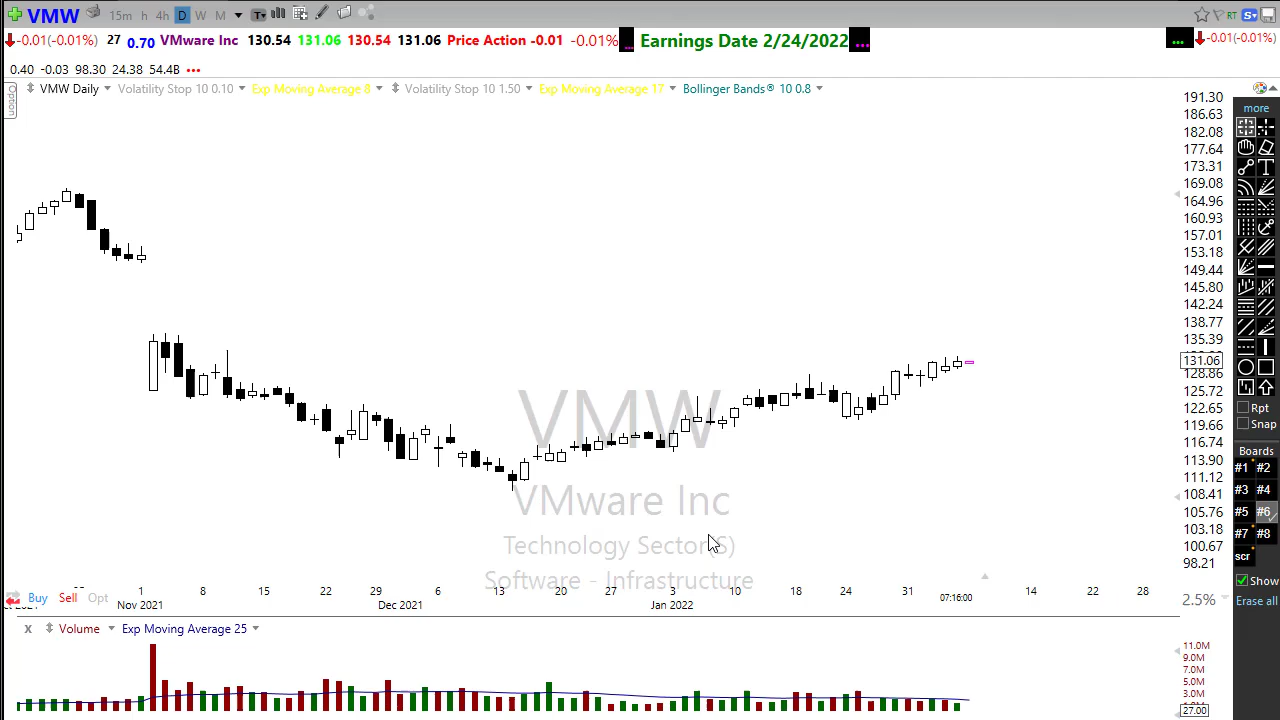 VMW 15m h 4h D W M T RT S
-0.01(-0.01%) 27 0.70 VMware Inc 130.54 131.06 130.54 131.06 Price Action -0.01 -0.01% ... Earnings Date 2/24/2022 ... ... -0.01(-0.01%)
0.40 -0.03 98.30 24.38 54.4B •••
Option VMW Daily Volatility Stop 10 0.10 Exp Moving Average 8 Volatility Stop 10 1.50 Exp Moving Average 17 Bollinger Bands® 10 0.8
191.30
186.63
182.08
177.64
173.31
169.08
164.96
160.93
157.01
153.18
149.44
145.80
142.24
138.77
135.39
131.06
128.86
125.72
122.65
119.66
116.74
113.90
111.12
108.41
105.76
103.18
100.67
98.21
more
T
Rpt
Snap
Boards
#1 #2
#3 #4
#5 #6
#7 #8
scr
Show
Erase all
VMW
VMware Inc
Technology Sector(S)
Software - Infrastructure
1 8 15 22 29 6 13 20 27 3 10 18 24 31 07:16:00 14 22 28
Nov 2021 Dec 2021 Jan 2022
Buy Sell Opt 2.5%
X Volume Exp Moving Average 25
11.0M
9.0M
7.0M
5.0M
3.0M
27.00